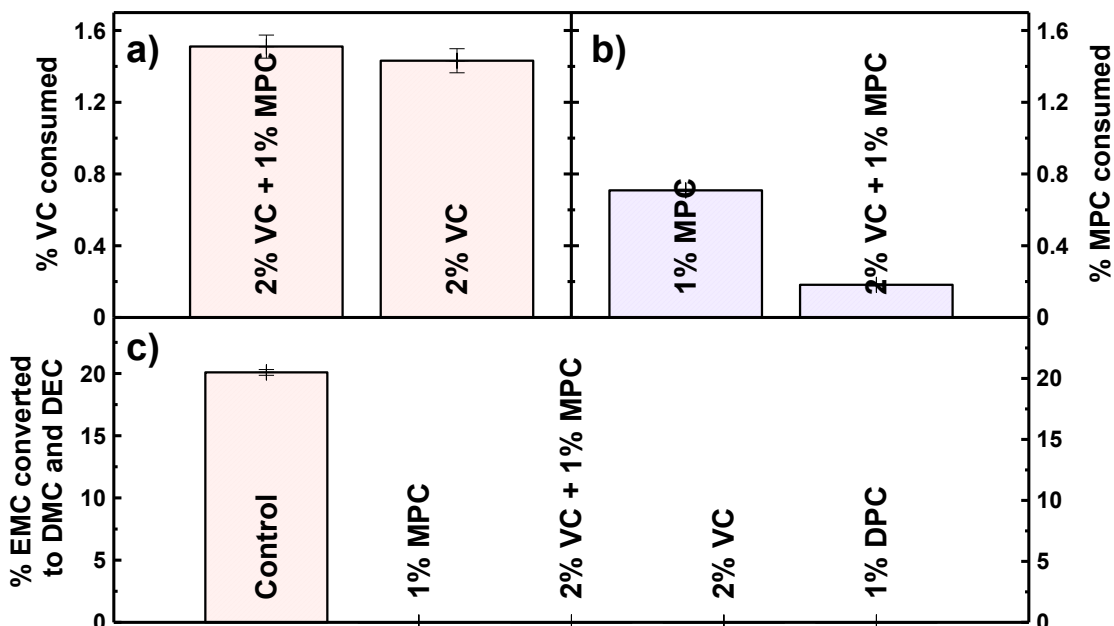 a)
b)
% VC consumed
1.6
1.2
0.8
0.4
0
2% VC + 1% MPC
2% VC
1% MPC
2% VC + 1% MPC
1.6
1.2
0.8
0.4
0
% MPC consumed
c)
% EMC converted
to DMC and DEC
20
15
10
5
0
Control
1% MPC
2% VC + 1% MPC
2% VC
1% DPC
20
15
10
5
0